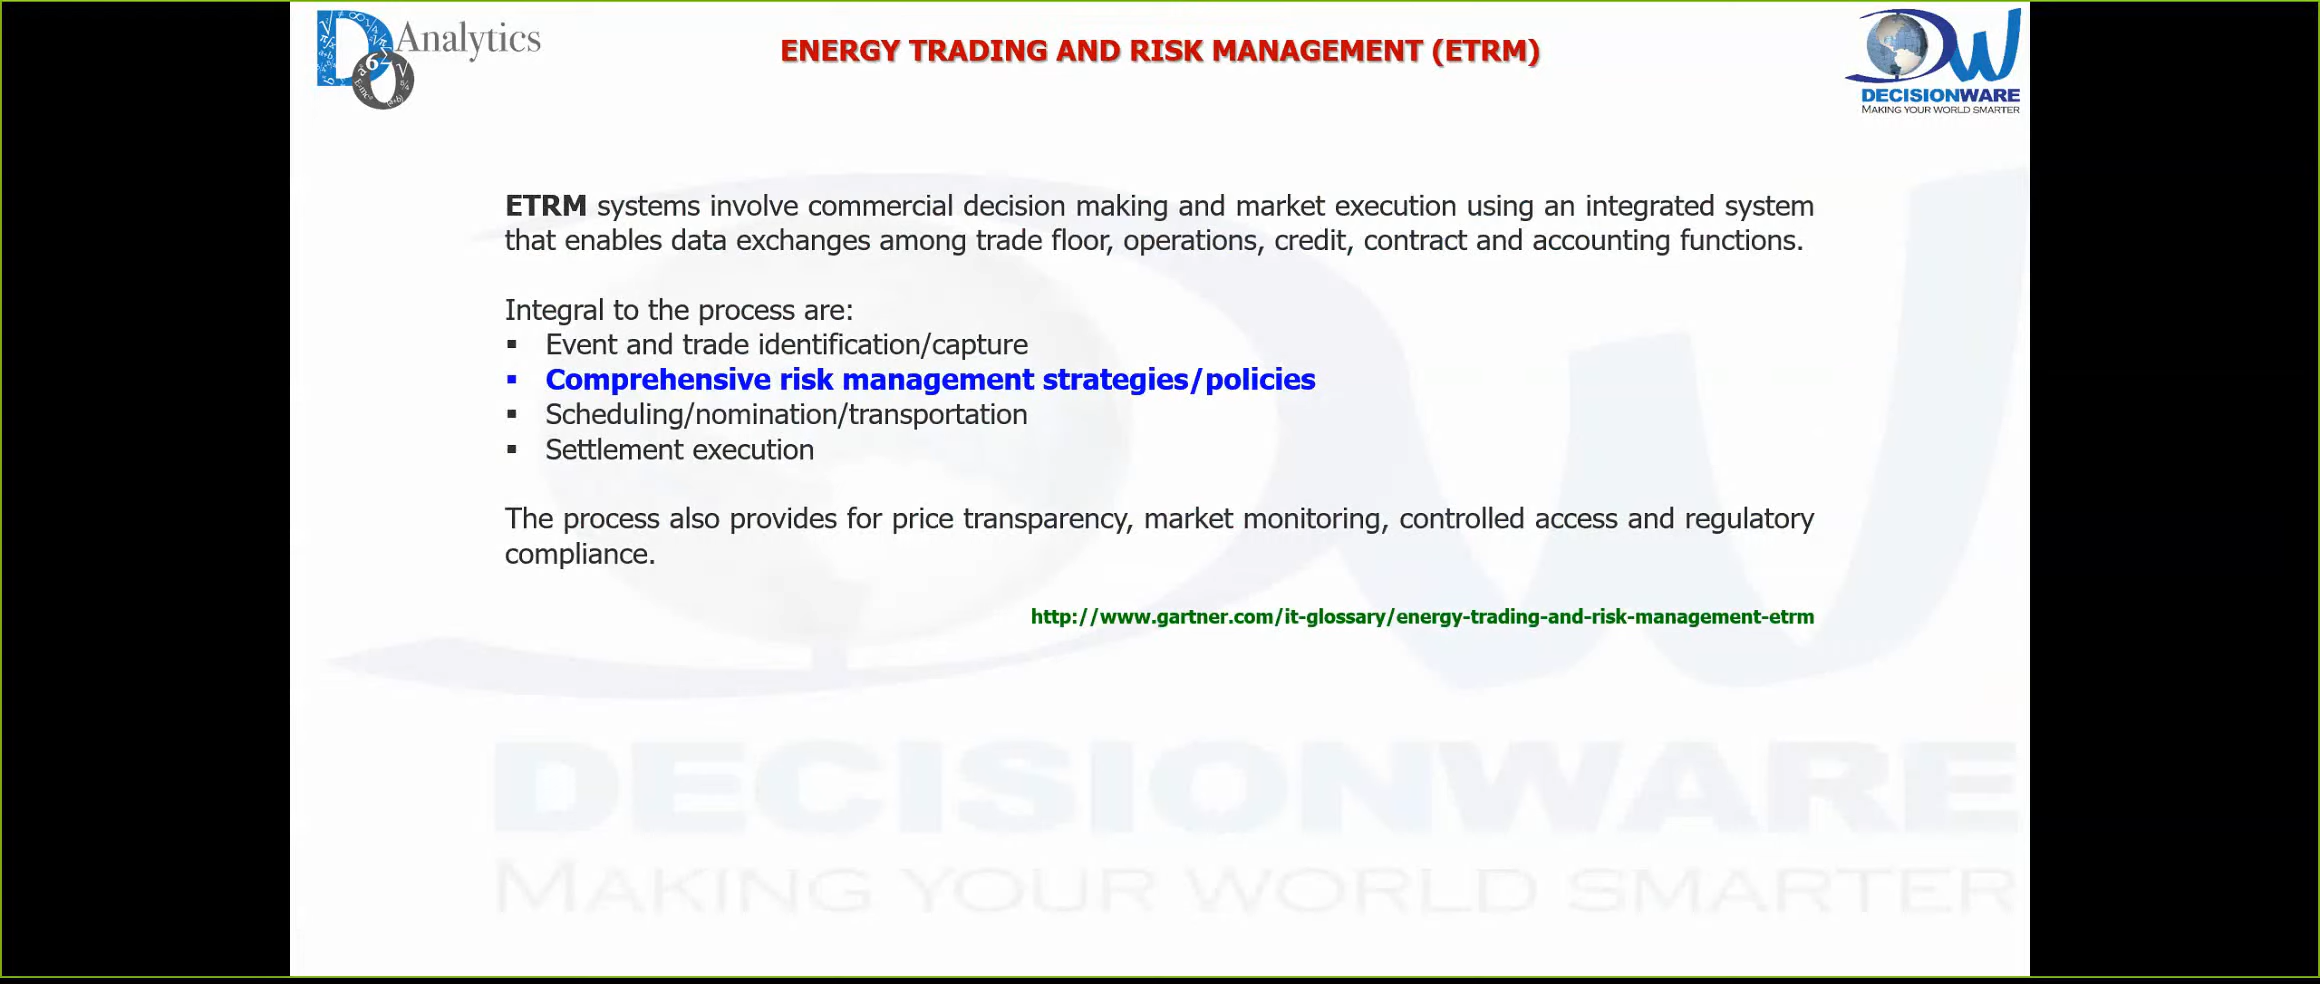 Analytics
ENERGY TRADING AND RISK MANAGEMENT (ETRM)
DECISIONWARE
MAKING YOUR WORLD SMARTER
ETRM systems involve commercial decision making and market execution using an integrated system
that enables data exchanges among trade floor, operations, credit, contract and accounting functions.
Integral to the process are:
▪ Event and trade identification/capture
▪ Comprehensive risk management strategies/policies
▪ Scheduling/nomination/transportation
▪ Settlement execution
The process also provides for price transparency, market monitoring, controlled access and regulatory
compliance.
http://www.gartner.com/it-glossary/energy-trading-and-risk-management-etrm
DECISIONWARE
MAKING YOUR WORLD SMARTER